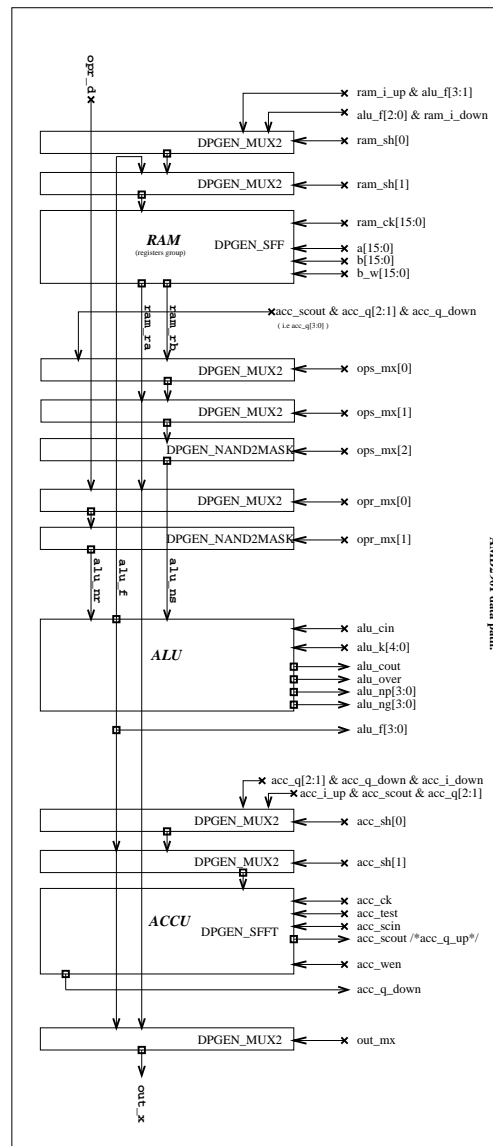 opr_d
ram_i_up & alu_f[3:1]
alu_f[2:0] & ram_i_down
DPGEN_MUX2
ram_sh[0]
DPGEN_MUX2
ram_sh[1]
RAM
(registers group)
DPGEN_SFF
ram_ck[15:0]
a[15:0]
b[15:0]
b_w[15:0]
ram_ra
ram_rb
acc_scout & acc_q[2:1] & acc_q_down
( i.e acc_q[3:0] )
DPGEN_MUX2
ops_mx[0]
DPGEN_MUX2
ops_mx[1]
DPGEN_NAND2MASK
ops_mx[2]
DPGEN_MUX2
opr_mx[0]
DPGEN_NAND2MASK
opr_mx[1]
alu_nr
alu_f
alu_ns
AMD2901 data path
ALU
alu_cin
alu_k[4:0]
alu_cout
alu_over
alu_np[3:0]
alu_ng[3:0]
alu_f[3:0]
acc_q[2:1] & acc_q_down & acc_i_down
acc_i_up & acc_scout & acc_q[2:1]
DPGEN_MUX2
acc_sh[0]
DPGEN_MUX2
acc_sh[1]
ACCU
DPGEN_SFFT
acc_ck
acc_test
acc_scin
acc_scout /*acc_q_up*/
acc_wen
acc_q_down
DPGEN_MUX2
out_mx
out_x